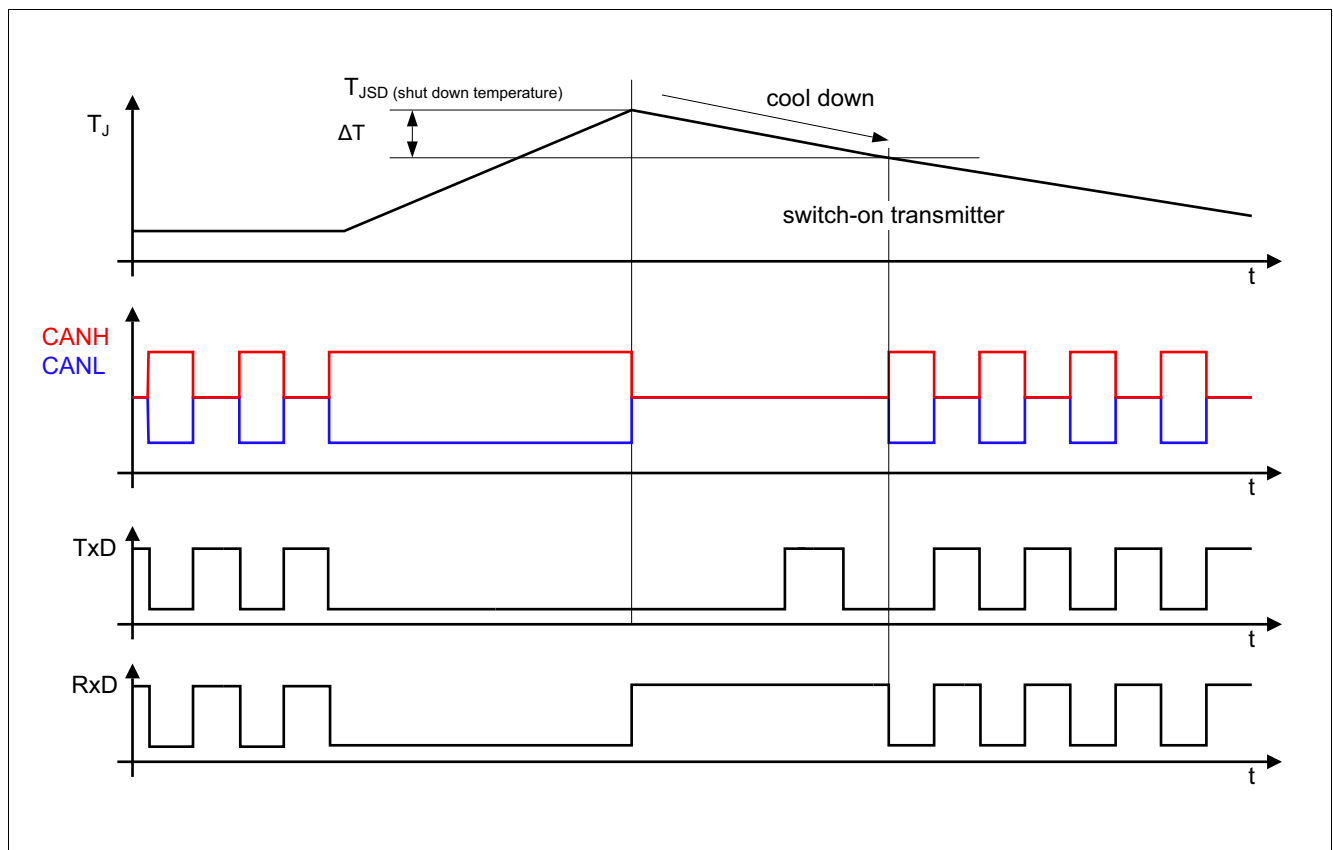 T_JSD (shut down temperature)
cool down
T_J
ΔT
switch-on transmitter
t
CANH
CANL
t
TxD
t
RxD
t